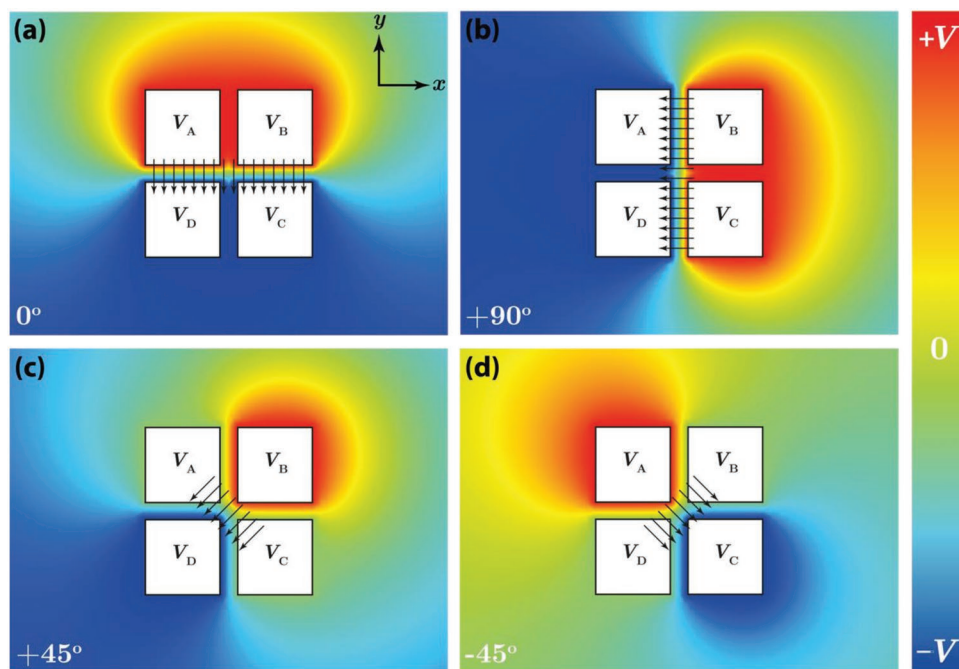 (a)
y
x
V_A V_B
V_D V_C
0°
(b)
V_A V_B
V_D V_C
+90°
(c)
V_A V_B
V_D V_C
+45°
(d)
V_A V_B
V_D V_C
-45°
+V
0
−V